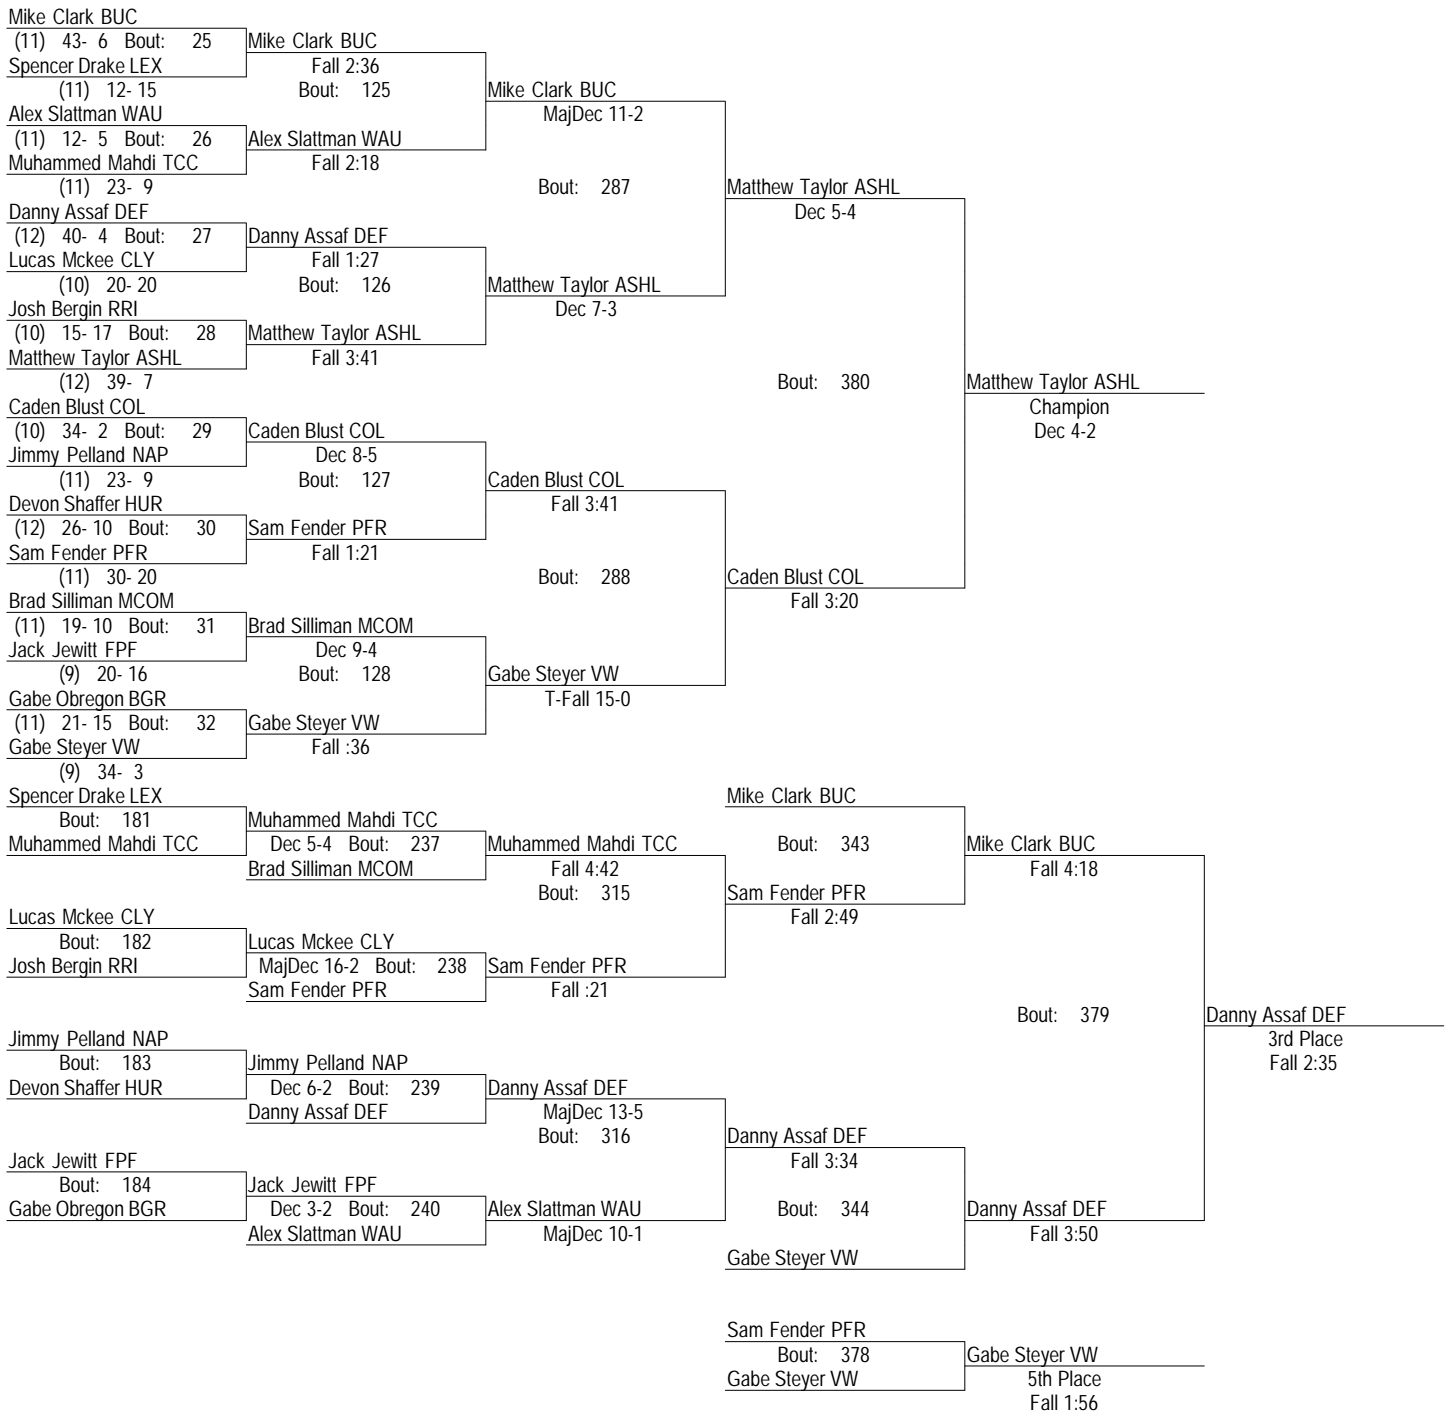 Mike Clark BUC
(11) 43- 6 Bout: 25
Mike Clark BUC
Spencer Drake LEX
Fall 2:36
(11) 12- 15
Bout: 125
Mike Clark BUC
Alex Slattman WAU
MajDec 11-2
(11) 12- 5 Bout: 26
Alex Slattman WAU
Muhammed Mahdi TCC
Fall 2:18
(11) 23- 9
Bout: 287
Matthew Taylor ASHL
Danny Assaf DEF
Dec 5-4
(12) 40- 4 Bout: 27
Danny Assaf DEF
Lucas Mckee CLY
Fall 1:27
(10) 20- 20
Bout: 126
Matthew Taylor ASHL
Josh Bergin RRI
Dec 7-3
(10) 15- 17 Bout: 28
Matthew Taylor ASHL
Matthew Taylor ASHL
Fall 3:41
(12) 39- 7
Bout: 380
Matthew Taylor ASHL
Caden Blust COL
Champion
(10) 34- 2 Bout: 29
Caden Blust COL
Dec 4-2
Jimmy Pelland NAP
Dec 8-5
(11) 23- 9
Bout: 127
Caden Blust COL
Devon Shaffer HUR
Fall 3:41
(12) 26- 10 Bout: 30
Sam Fender PFR
Sam Fender PFR
Fall 1:21
(11) 30- 20
Bout: 288
Caden Blust COL
Brad Silliman MCOM
Fall 3:20
(11) 19- 10 Bout: 31
Brad Silliman MCOM
Jack Jewitt FPF
Dec 9-4
(9) 20- 16
Bout: 128
Gabe Steyer VW
Gabe Obregon BGR
T-Fall 15-0
(11) 21- 15 Bout: 32
Gabe Steyer VW
Gabe Steyer VW
Fall :36
(9) 34- 3
Spencer Drake LEX
Mike Clark BUC
Bout: 181
Muhammed Mahdi TCC
Muhammed Mahdi TCC
Dec 5-4 Bout: 237
Muhammed Mahdi TCC
Bout: 343
Mike Clark BUC
Brad Silliman MCOM
Fall 4:42
Fall 4:18
Bout: 315
Sam Fender PFR
Lucas Mckee CLY
Fall 2:49
Bout: 182
Lucas Mckee CLY
Josh Bergin RRI
MajDec 16-2 Bout: 238
Sam Fender PFR
Sam Fender PFR
Fall :21
Bout: 379
Danny Assaf DEF
Jimmy Pelland NAP
3rd Place
Bout: 183
Jimmy Pelland NAP
Fall 2:35
Devon Shaffer HUR
Dec 6-2 Bout: 239
Danny Assaf DEF
Danny Assaf DEF
MajDec 13-5
Bout: 316
Danny Assaf DEF
Jack Jewitt FPF
Fall 3:34
Bout: 184
Jack Jewitt FPF
Gabe Obregon BGR
Dec 3-2 Bout: 240
Alex Slattman WAU
Bout: 344
Danny Assaf DEF
Alex Slattman WAU
MajDec 10-1
Fall 3:50
Gabe Steyer VW
Sam Fender PFR
Bout: 378
Gabe Steyer VW
Gabe Steyer VW
5th Place
Fall 1:56